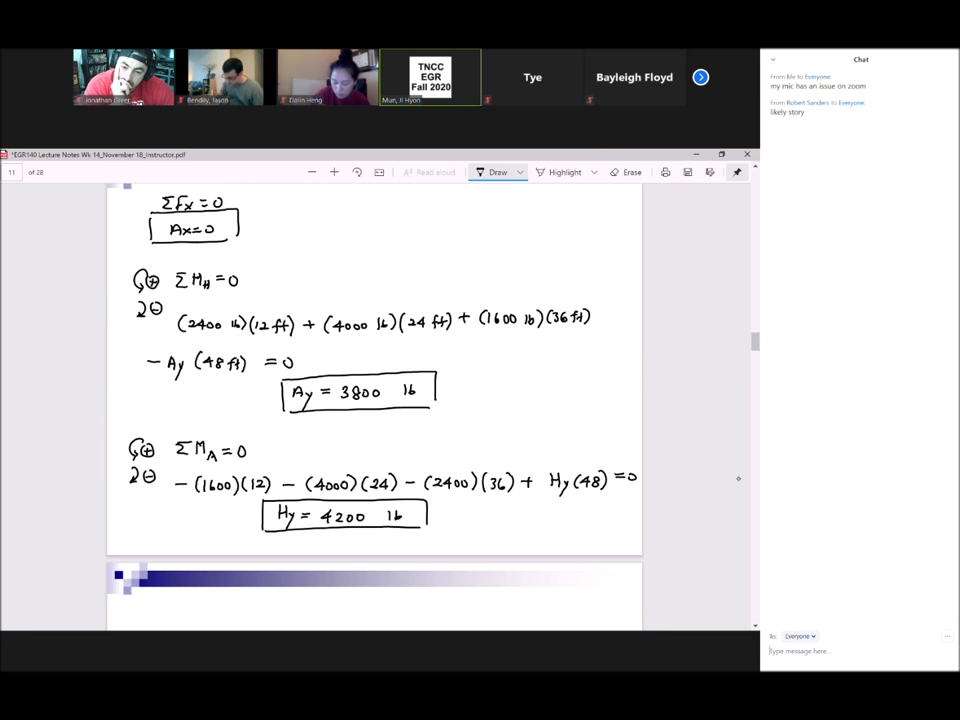 TNCC
EGR
Fall 2020
Tye
Bayleigh Floyd
Jonathan Greer
Bendily, Jason
Dalin Heng
Mun, Ji Hyon
Chat
From Me to Everyone:
my mic has an issue on zoom
From Robert Sanders to Everyone:
likely story
*EGR140 Lecture Notes Wk 14_November 18_Instructor.pdf
11 of 28
Read aloud
Draw
Highlight
Erase
ΣFx = 0
Ax = 0
+ ΣM_H = 0
(2400 lb)(12 ft) + (4000 lb)(24 ft) + (1600 lb)(36 ft)
- Ay (48 ft) = 0
Ay = 3800 lb
+ ΣM_A = 0
- (1600)(12) - (4000)(24) - (2400)(36) + Hy (48) = 0
Hy = 4200 lb
To: Everyone
Type message here...